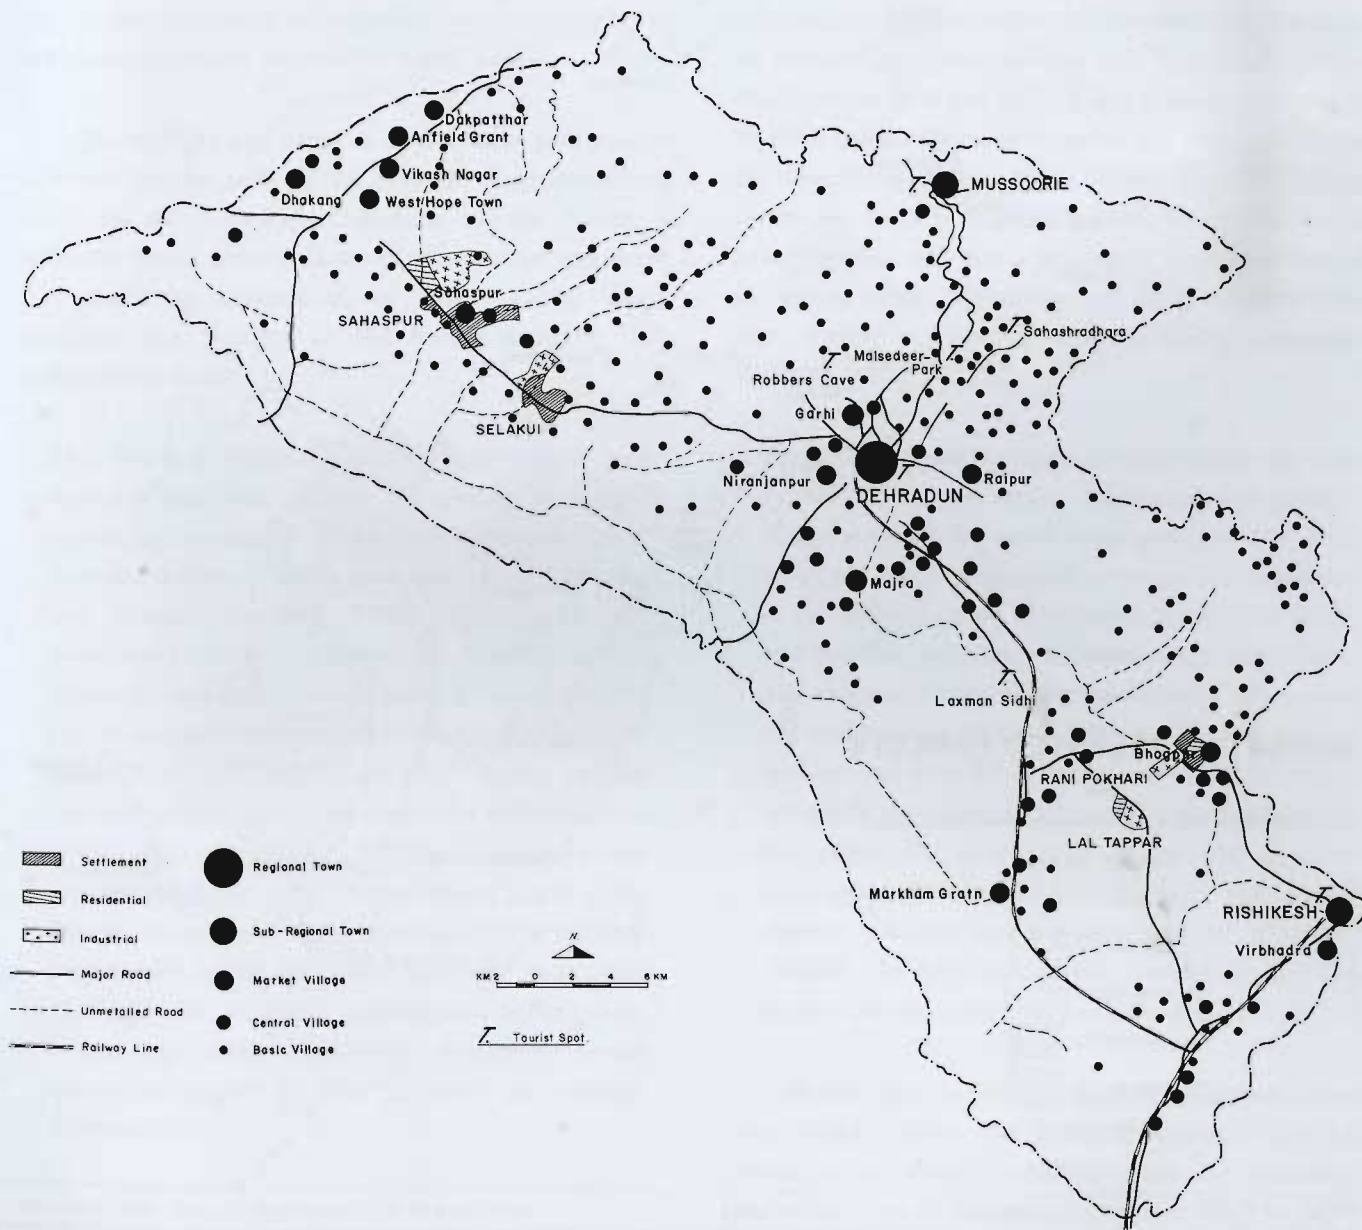 Dakpatthar
Anfield Grant
Vikash Nagar
Dhakang
West Hope Town
MUSSOORIE
Sahaspur
SAHASPUR
Sahashradhara
Malsedeer-
Park
Robbers Cave
Garhi
SELAKUI
Niranjanpur
Raipur
DEHRADUN
Majra
Laxman Sidhi
Bhogpur
RANI POKHARI
LAL TAPPAR
Markham Gratn
RISHIKESH
Virbhadra
Settlement
Residential
Industrial
Major Road
Unmetalled Road
Railway Line
Regional Town
Sub-Regional Town
Market Village
Central Village
Basic Village
N
KM. 2 0 2 4 6 KM
T. Tourist Spot.